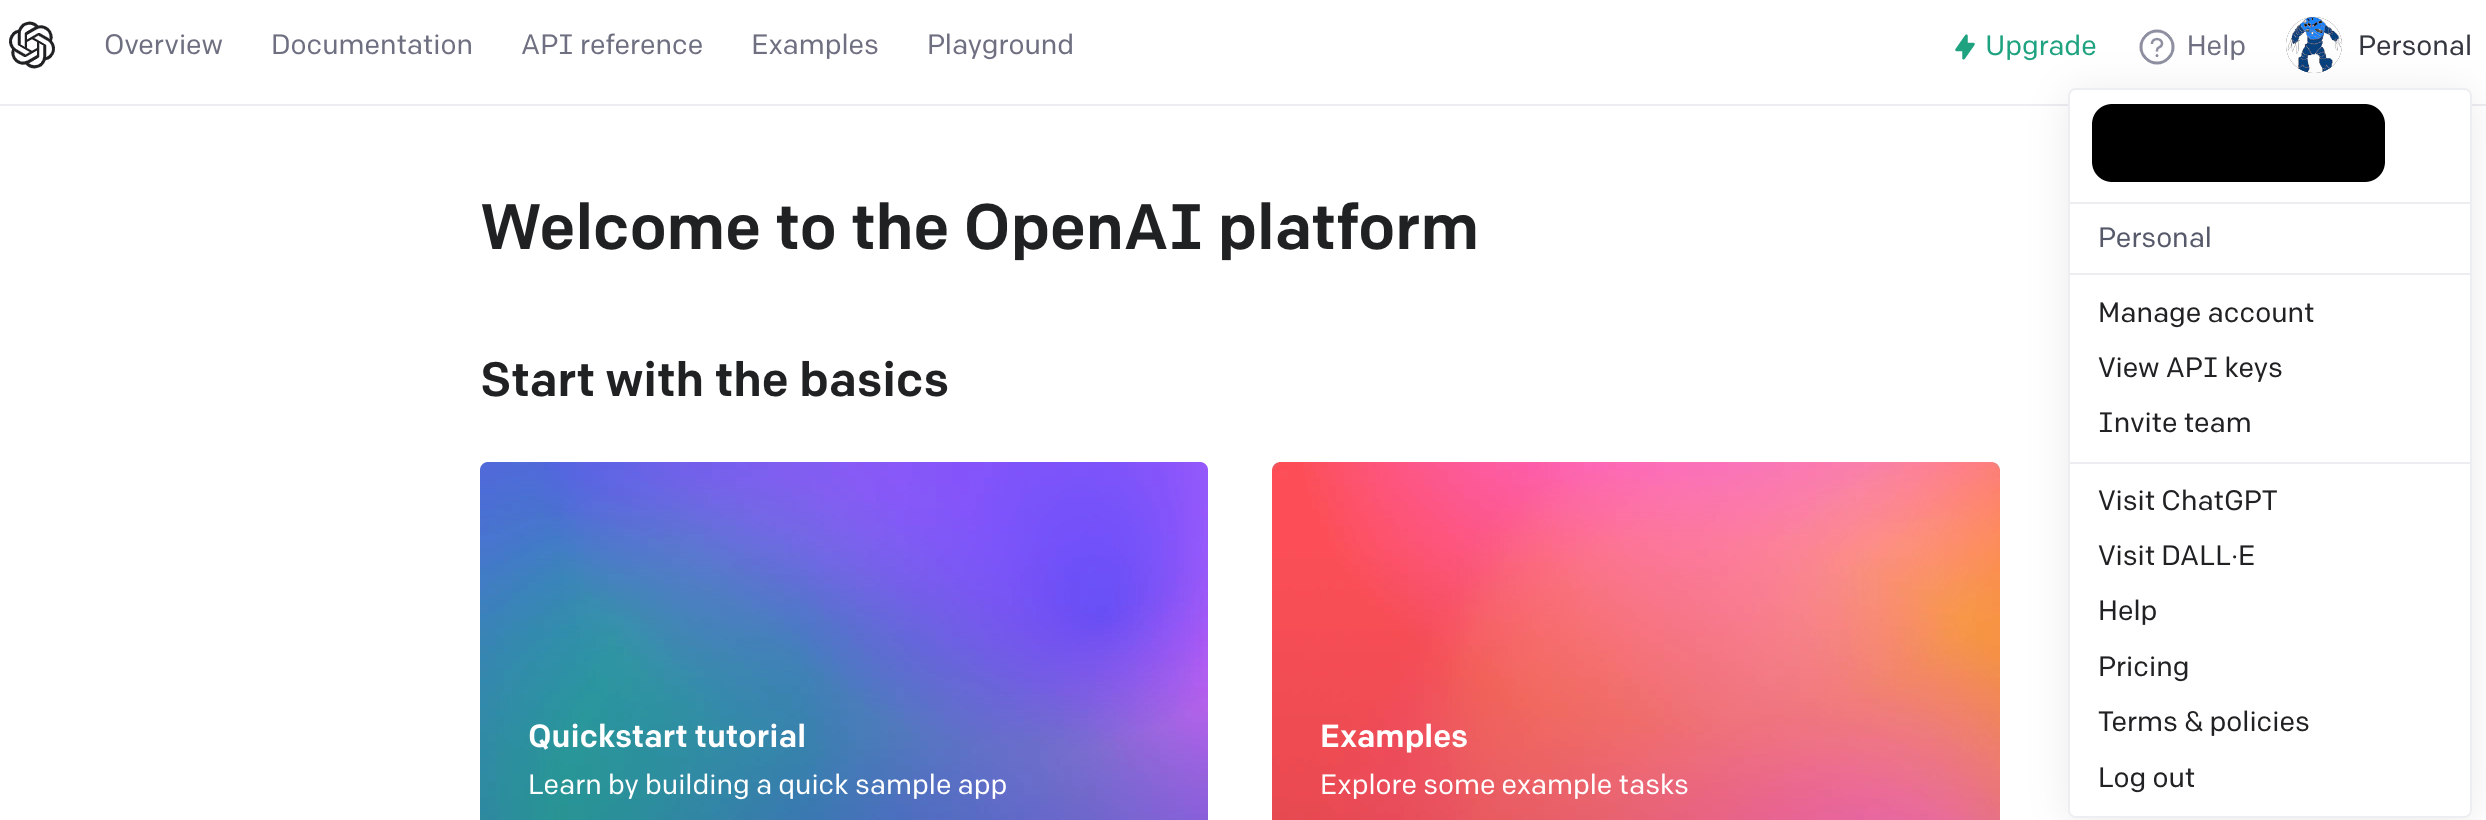 Overview Documentation API reference Examples Playground Upgrade Help Personal
Welcome to the OpenAI platform
Start with the basics
Quickstart tutorial
Learn by building a quick sample app
Examples
Explore some example tasks
Personal
Manage account
View API keys
Invite team
Visit ChatGPT
Visit DALL·E
Help
Pricing
Terms & policies
Log out